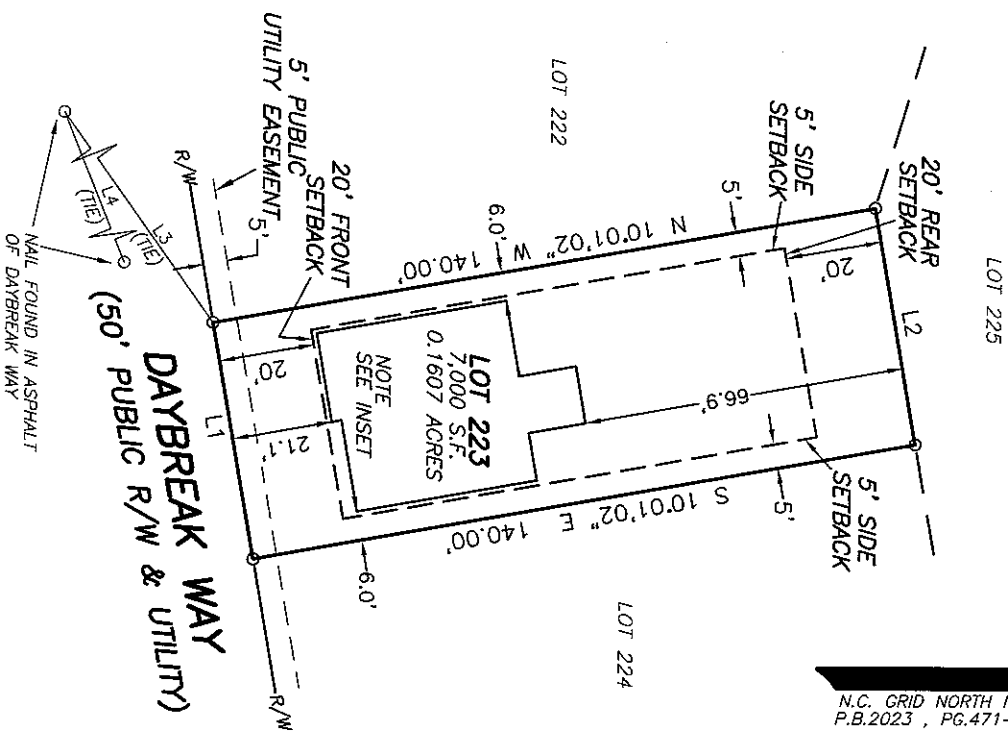 LOT 225
LOT 222
20' REAR
SETBACK
5' SIDE
SETBACK
20'
L2
5'
N 10°01'02" W 140.00'
6.0'
66.9'
5' SIDE
SETBACK
5'
S 10°01'02" E 140.00'
6.0'
LOT 224
LOT 223
7,000 S.F.
0.1607 ACRES
NOTE
SEE INSET
20' FRONT
SETBACK
5' PUBLIC
UTILITY EASEMENT
5'
20'
21.1'
L1
R/W
R/W
L3
(TIE)
L4
(TIE)
NAIL FOUND IN ASPHALT
OF DAYBREAK WAY
DAYBREAK WAY
(50' PUBLIC R/W & UTILITY)
N.C. GRID NORTH
P.B.2023 , PG.471-